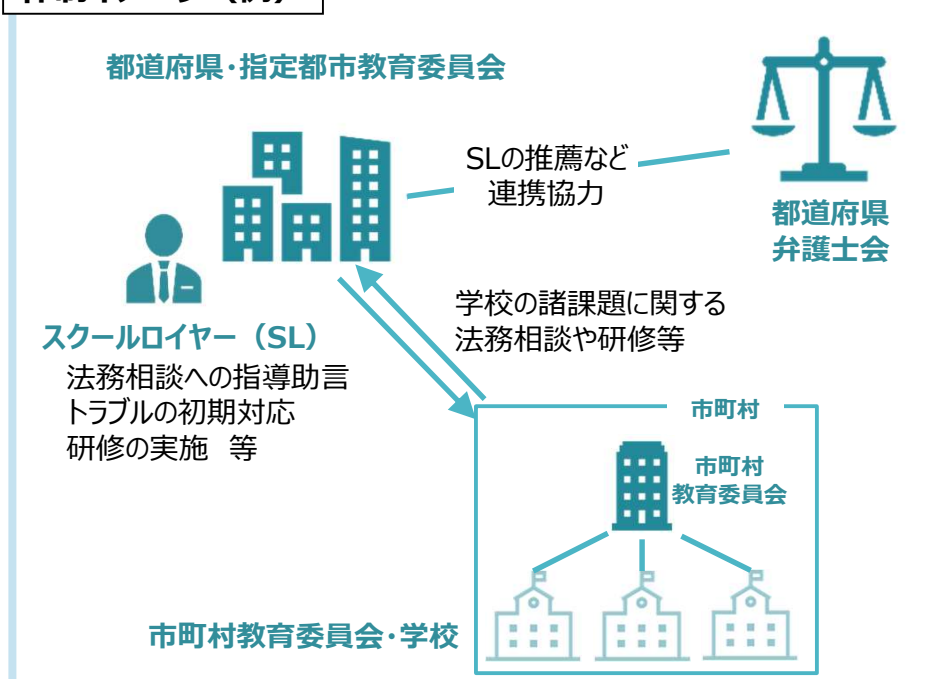 都道府県･指定都市教育委員会
SLの推薦など
連携協力
都道府県
弁護士会
学校の諸課題に関する
法務相談や研修等
スクールロイヤー（SL）
法務相談への指導助言
トラブルの初期対応
研修の実施　等
市町村
市町村
教育委員会
市町村教育委員会･学校